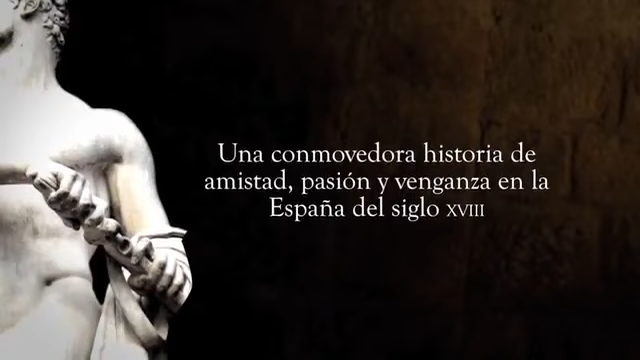 Una conmovedora historia de
amistad, pasión y venganza en la
España del siglo XVIII